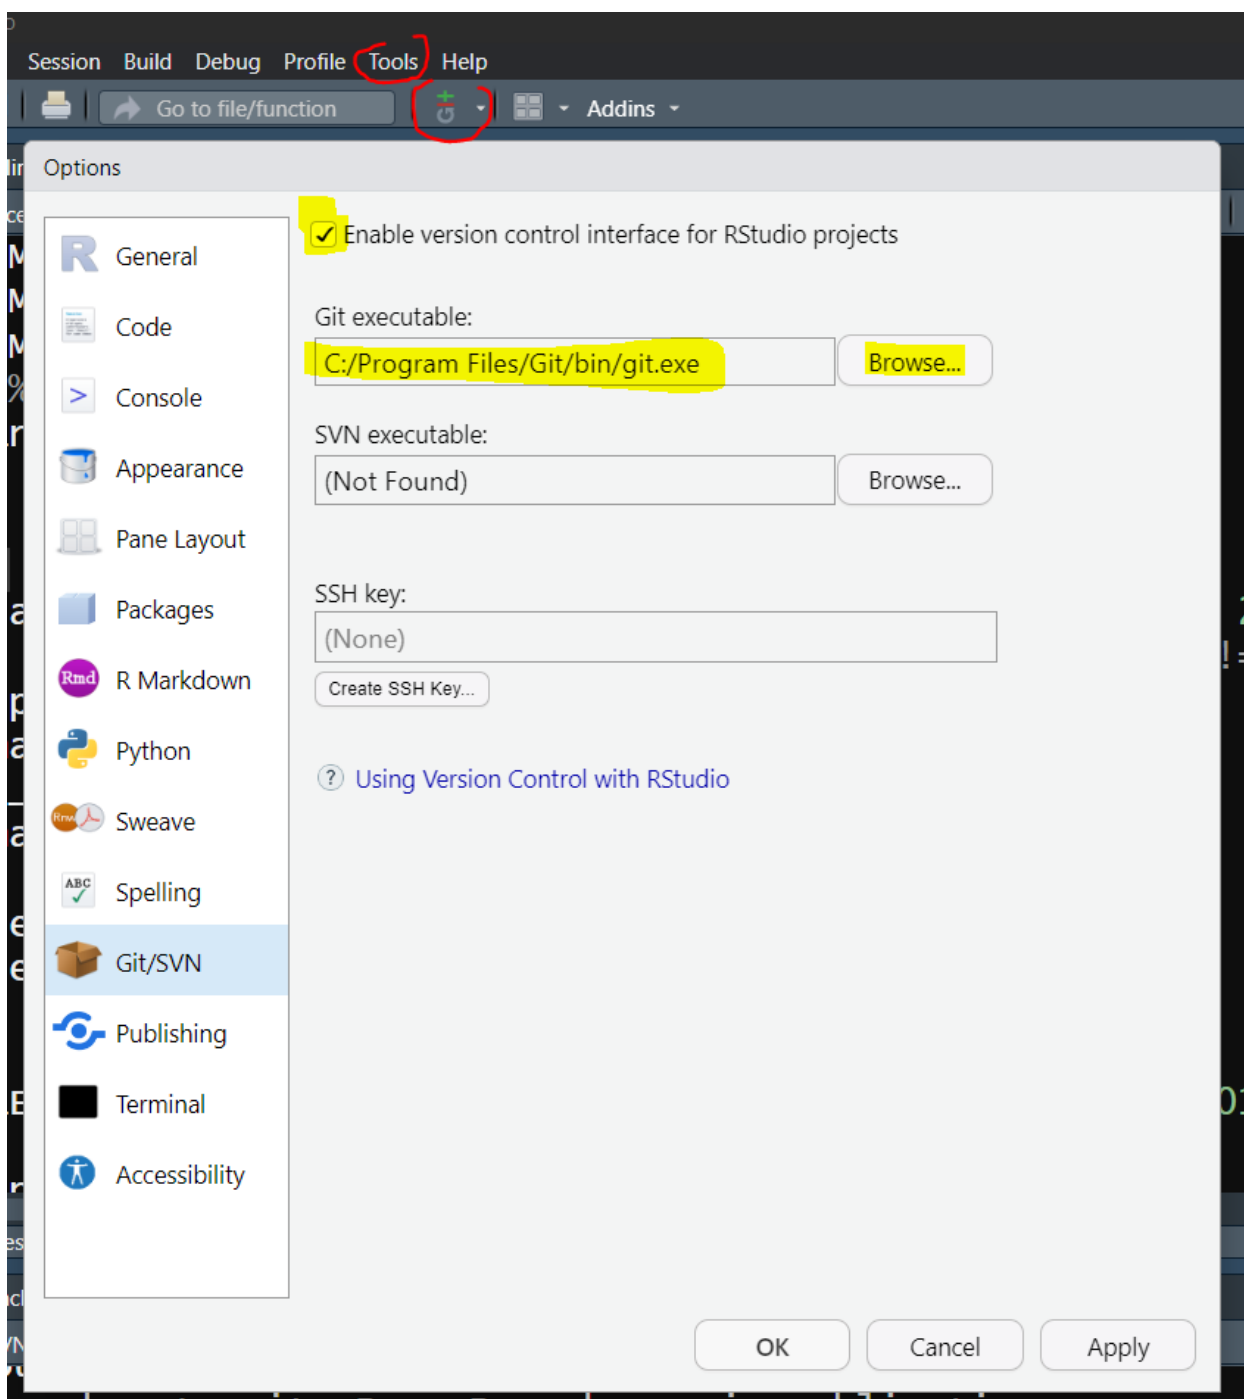 Session Build Debug Profile Tools Help
Go to file/function Addins
Options
General
Code
Console
Appearance
Pane Layout
Packages
Rmd R Markdown
Python
Rnw Sweave
ABC Spelling
Git/SVN
Publishing
Terminal
Accessibility
Enable version control interface for RStudio projects
Git executable:
C:/Program Files/Git/bin/git.exe Browse...
SVN executable:
(Not Found) Browse...
SSH key:
(None)
Create SSH Key...
? Using Version Control with RStudio
OK Cancel Apply